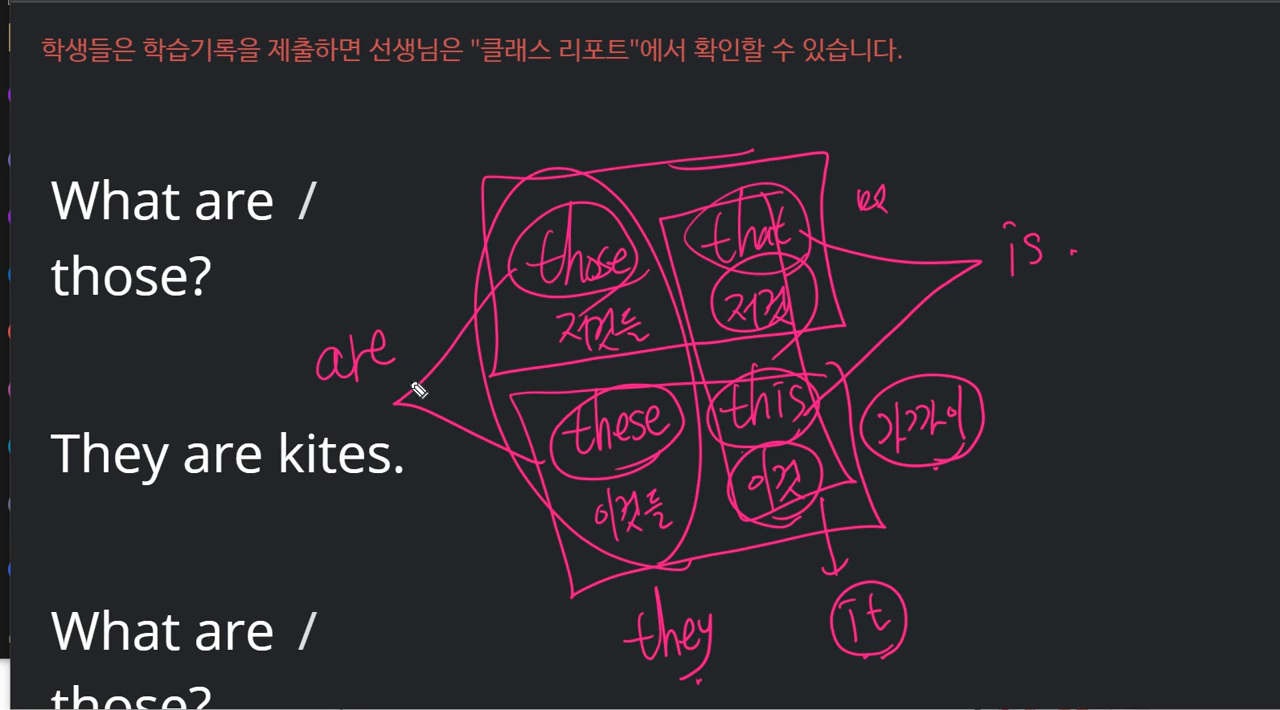 학생들은 학습기록을 제출하면 선생님은 "클래스 리포트"에서 확인할 수 있습니다.
What are /
those?
They are kites.
What are /
those?
those
저것들
that
저것
is.
are
these
이것들
this
이것
가까이
they
it